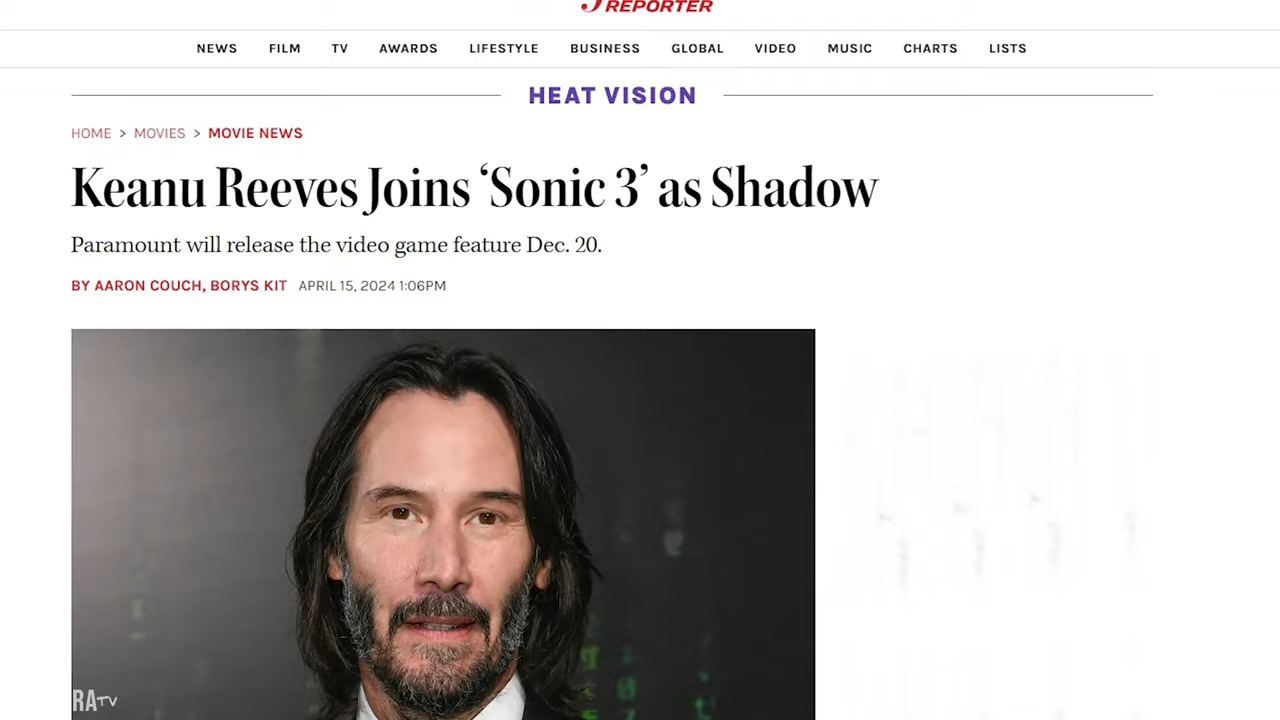 REPORTER
NEWS FILM TV AWARDS LIFESTYLE BUSINESS GLOBAL VIDEO MUSIC CHARTS LISTS
HEAT VISION
HOME > MOVIES > MOVIE NEWS
Keanu Reeves Joins ‘Sonic 3’ as Shadow
Paramount will release the video game feature Dec. 20.
BY AARON COUCH, BORYS KIT APRIL 15, 2024 1:06PM
RATV